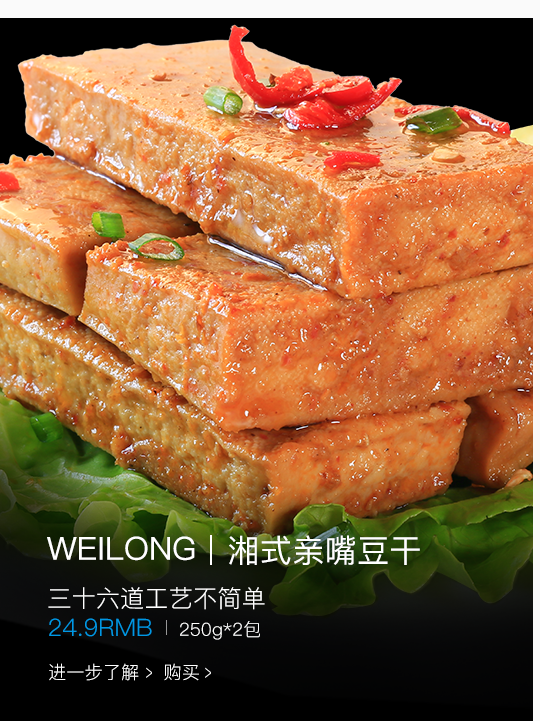 WEILONG | 湘式亲嘴豆干
三十六道工艺不简单
24.9RMB | 250g*2包
进一步了解 > 购买 >